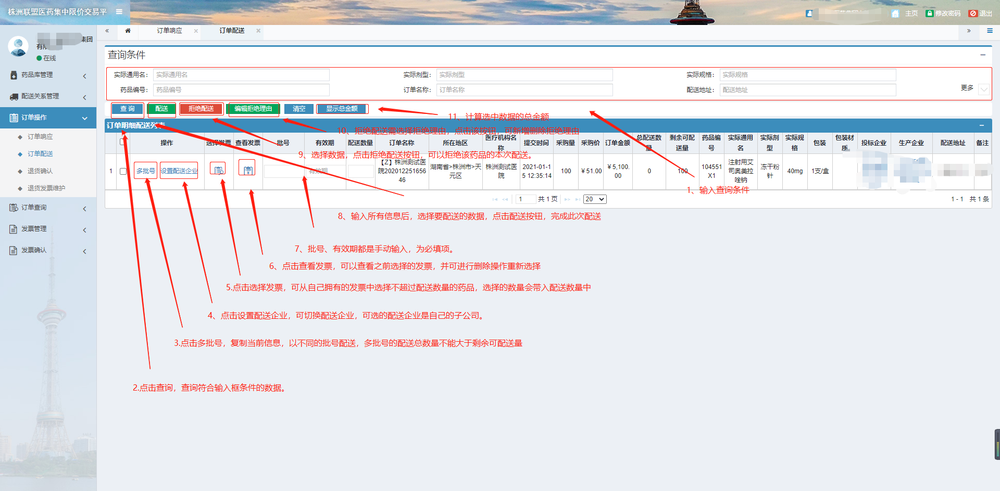 株洲联盟医药集中限价交易平
主页
修改密码
退出
集团
有限
在线
药品库管理
配送关系管理
订单操作
订单响应
订单配送
退货确认
退货发票维护
订单查询
发票管理
发票确认
订单响应
订单配送
查询条件
实际通用名： 实际通用名
实际剂型： 实际剂型
实际规格： 实际规格
药品编号： 药品编号
订单名称： 订单名称
配送地址： 配送地址
更多
查 询
配送
拒绝配送
编辑拒绝理由
清空
显示总金额
11、计算选中数据的总金额
订单明细配送列表
10、拒绝配送需选择拒绝理由，点击该按钮，可新增删除拒绝理由
操作 选择发票 查看发票 批号 有效期 配送数量 订单名称 所在地区 医疗机构名称 提交时间 采购量 采购价 订单金额 总配送数量 剩余可配送量 药品编号 实际通用名 实际剂型 实际规格 包装 包装材质 投标企业 生产企业 配送地址 备注
9、选择数据，点击拒绝配送按钮，可以拒绝该药品的本次配送。
1 多批号 设置配送企业 有效期 【Z】株洲测试医院20201225165646 湖南省>株洲市>天元区 株洲测试医院 2021-01-15 12:35:14 100 ￥51.00 ￥5,100.00 0 100 104551X1 注射用艾司奥美拉唑钠 冻干粉针 40mg 1支/盒
1、输入查询条件
1 共 1 页 20
1 - 1 共 1 条
8、输入所有信息后，选择要配送的数据，点击配送按钮，完成此次配送
7、批号、有效期都是手动输入，为必填项。
6、点击查看发票，可以查看之前选择的发票，并可进行删除操作重新选择
5.点击选择发票，可从自己拥有的发票中选择不超过配送数量的药品，选择的数量会带入配送数量中
4、点击设置配送企业，可切换配送企业，可选的配送企业是自己的子公司。
3.点击多批号，复制当前信息，以不同的批号配送，多批号的配送总数量不能大于剩余可配送量
2.点击查询，查询符合输入框条件的数据。